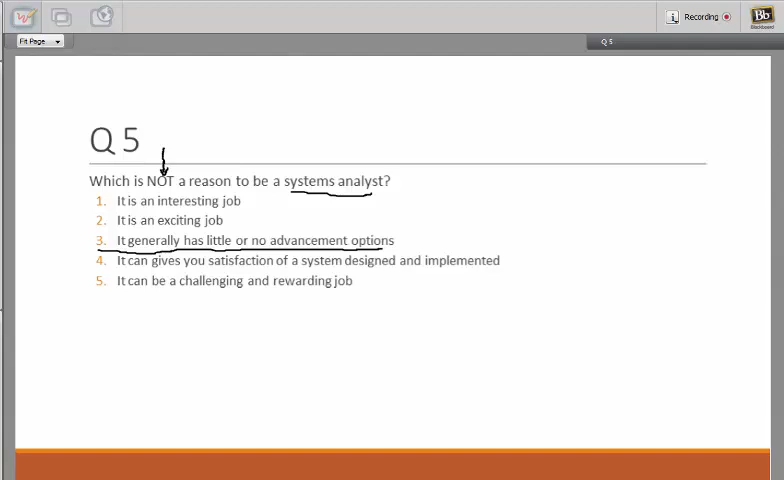 Recording
Bb
Blackboard
Fit Page
Q 5
Q 5
Which is NOT a reason to be a systems analyst?
1. It is an interesting job
2. It is an exciting job
3. It generally has little or no advancement options
4. It can gives you satisfaction of a system designed and implemented
5. It can be a challenging and rewarding job